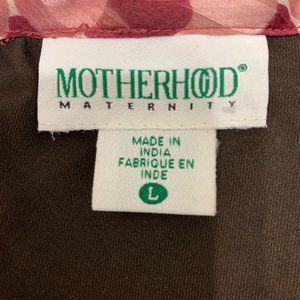 MOTHERHOOD®
MATERNITY
MADE IN
INDIA
FABRIQUE EN
INDE
L